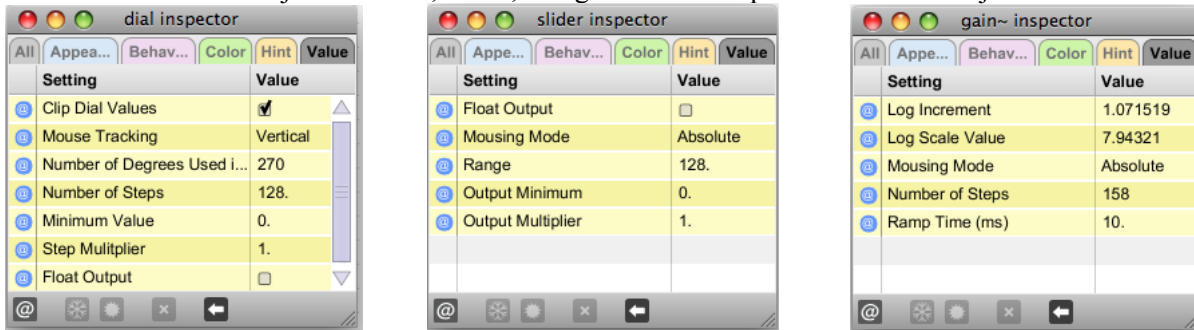 dial inspector
All Appea... Behav... Color Hint Value
Setting Value
@ Clip Dial Values
@ Mouse Tracking Vertical
@ Number of Degrees Used i... 270
@ Number of Steps 128.
@ Minimum Value 0.
@ Step Mulitplier 1.
@ Float Output
@
slider inspector
All Appe... Behav... Color Hint Value
Setting Value
@ Float Output
@ Mousing Mode Absolute
@ Range 128.
@ Output Minimum 0.
@ Output Multiplier 1.
@
gain~ inspector
All Appe... Behav... Color Hint Value
Setting Value
@ Log Increment 1.071519
@ Log Scale Value 7.94321
@ Mousing Mode Absolute
@ Number of Steps 158
@ Ramp Time (ms) 10.
@